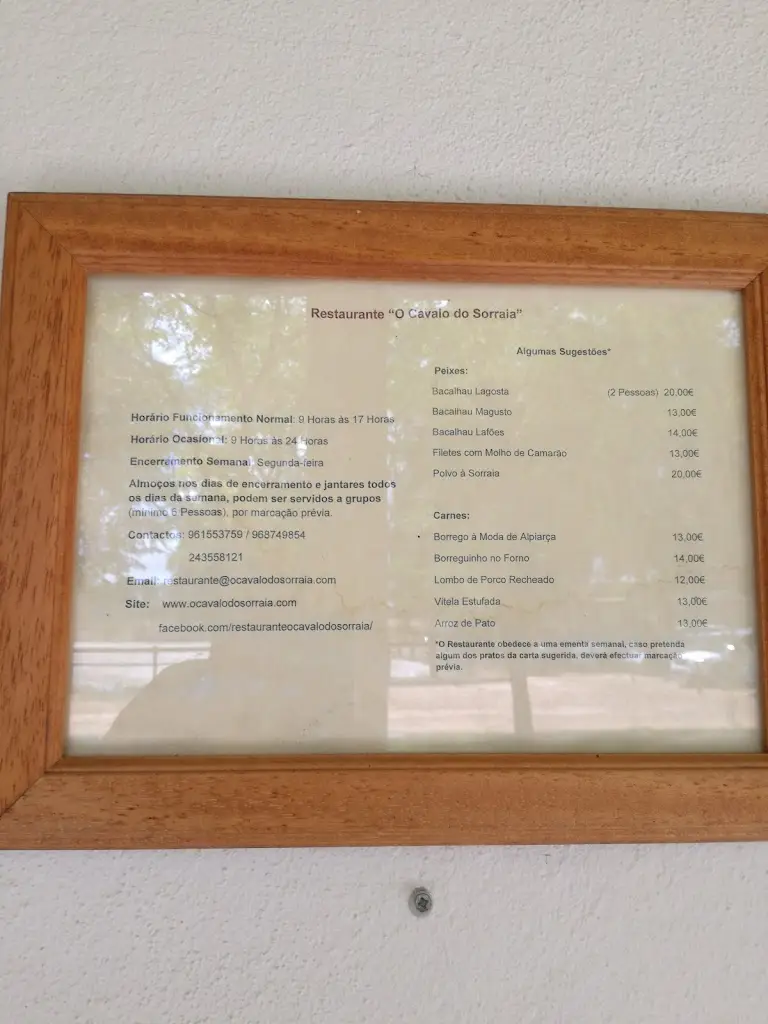 Restaurante “O Cavalo do Sorraia”
Horário Funcionamento Normal: 9 Horas às 17 Horas
Horário Ocasional: 9 Horas às 24 Horas
Encerramento Semanal: Segunda-feira
Almoços nos dias de encerramento e jantares todos
os dias da semana, podem ser servidos a grupos
(mínimo 6 Pessoas), por marcação prévia.
Contactos: 961553759 / 968749854
243558121
Email: restaurante@ocavalodosorraia.com
Site: www.ocavalodosorraia.com
facebook.com/restauranteocavalodosorraia/
Algumas Sugestões*
Peixes:
Bacalhau Lagosta (2 Pessoas) 20,00€
Bacalhau Magusto 13,00€
Bacalhau Lafões 14,00€
Filetes com Molho de Camarão 13,00€
Polvo à Sorraia 20,00€
Carnes:
• Borrego à Moda de Alpiarça 13,00€
Borreguinho no Forno 14,00€
Lombo de Porco Recheado 12,00€
Vitela Estufada 13,00€
Arroz de Pato 13,00€
*O Restaurante obedece a uma ementa semanal, caso pretenda
algum dos pratos da carta sugerida, deverá efectuar marcação
prévia.